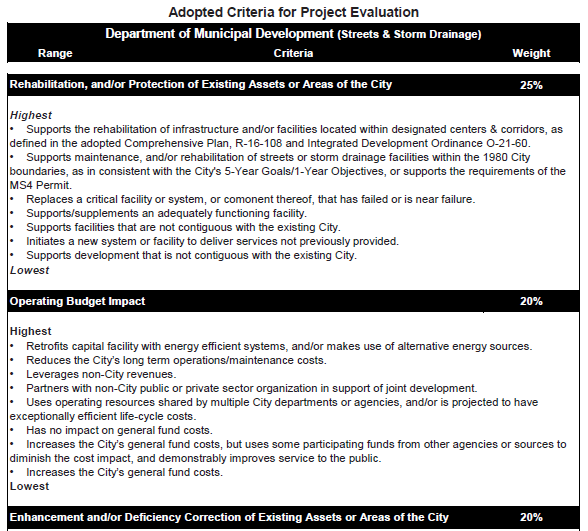 Adopted Criteria for Project Evaluation
Department of Municipal Development (Streets & Storm Drainage)
Range Criteria Weight
Rehabilitation, and/or Protection of Existing Assets or Areas of the City 25%
Highest
• Supports the rehabilitation of infrastructure and/or facilities located within designated centers & corridors, as
defined in the adopted Comprehensive Plan, R-16-108 and Integrated Development Ordinance O-21-60.
• Supports maintenance, and/or rehabilitation of streets or storm drainage facilities within the 1980 City
boundaries, as in consistent with the City's 5-Year Goals/1-Year Objectives, or supports the requirements of the
MS4 Permit.
• Replaces a critical facility or system, or comonent thereof, that has failed or is near failure.
• Supports/supplements an adequately functioning facility.
• Supports facilities that are not contiguous with the existing City.
• Initiates a new system or facility to deliver services not previously provided.
• Supports development that is not contiguous with the existing City.
Lowest
Operating Budget Impact 20%
Highest
• Retrofits capital facility with energy efficient systems, and/or makes use of alternative energy sources.
• Reduces the City's long term operations/maintenance costs.
• Leverages non-City revenues.
• Partners with non-City public or private sector organization in support of joint development.
• Uses operating resources shared by multiple City departments or agencies, and/or is projected to have
exceptionally efficient life-cycle costs.
• Has no impact on general fund costs.
• Increases the City's general fund costs, but uses some participating funds from other agencies or sources to
diminish the cost impact, and demonstrably improves service to the public.
• Increases the City's general fund costs.
Lowest
Enhancement and/or Deficiency Correction of Existing Assets or Areas of the City 20%